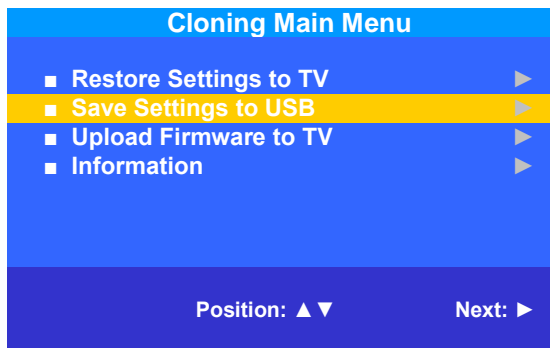 Cloning Main Menu
■ Restore Settings to TV ►
■ Save Settings to USB ►
■ Upload Firmware to TV ►
■ Information ►
Position: ▲▼ Next: ►